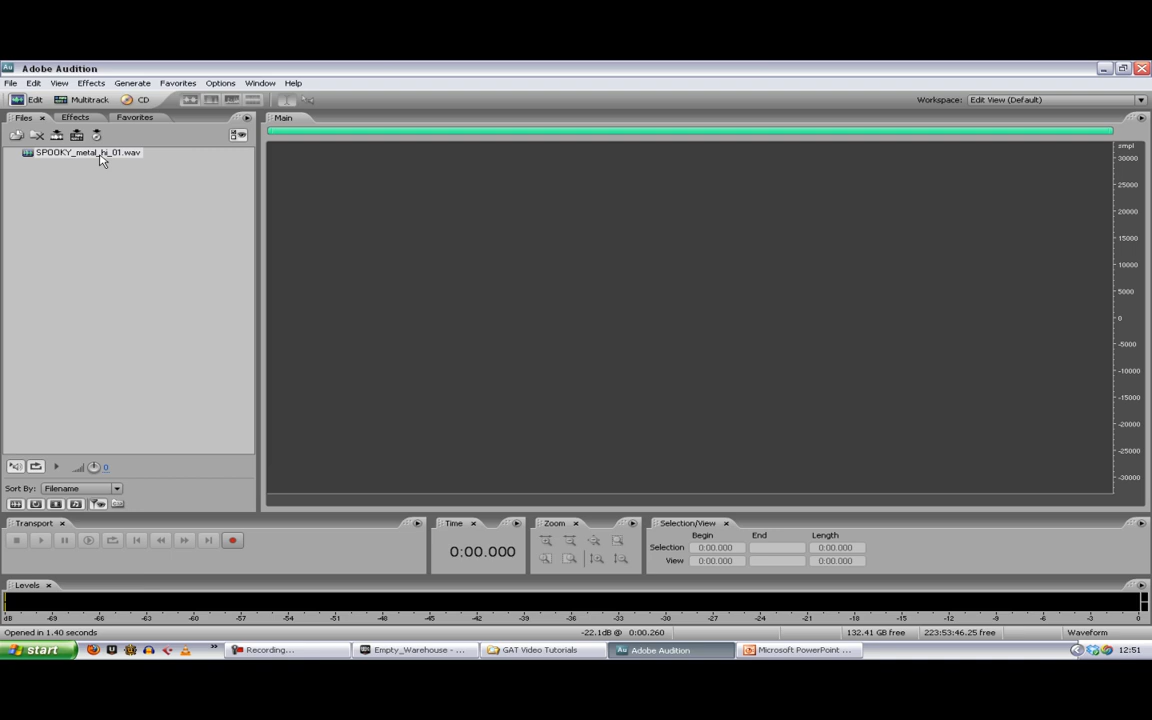 Au Adobe Audition
File Edit View Effects Generate Favorites Options Window Help
Edit Multitrack CD Workspace: Edit View (Default)
Files Effects Favorites Main
SPOOKY_metal_hi_01.wav
smpl
30000
25000
20000
15000
10000
5000
0
-5000
-10000
-15000
-20000
-25000
-30000
0
Sort By: Filename
Transport Time Zoom Selection/View
Begin End Length
Selection 0:00.000 0:00.000
View 0:00.000 0:00.000
0:00.000
Levels
dB -69 -66 -63 -60 -57 -54 -51 -48 -45 -42 -39 -36 -33 -30 -27 -24 -21 -18 -15 -12 -9 -6 -3 0
Opened in 1.40 seconds -22.1dB @ 0:00.260 132.41 GB free 223:53:46.25 free Waveform
start Recording... Empty_Warehouse - ... GAT Video Tutorials Au Adobe Audition Microsoft PowerPoint ... 12:51